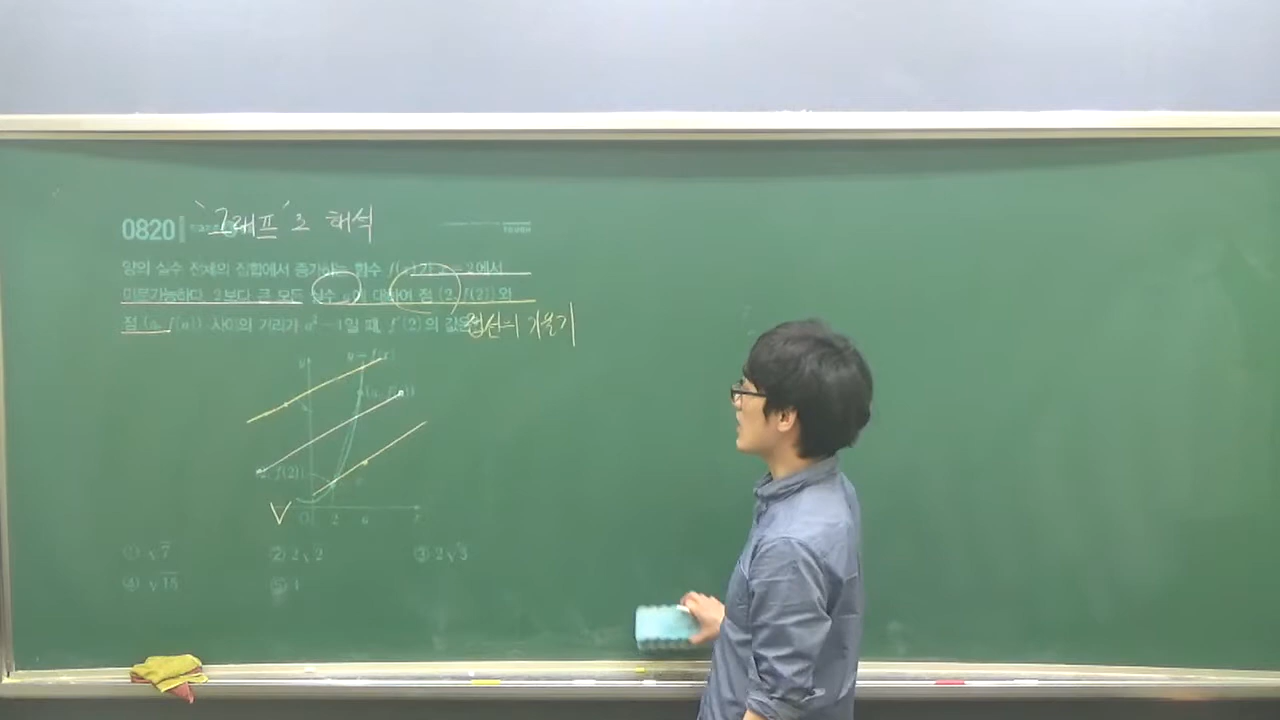 0820 '그래프'로 해석
양의 실수 전체의 집합에서 증가하는 함수 f(x)가 x=2에서
미분가능하다. 2보다 큰 모든 실수 a에 대하여 점 (2, f(2))와
점 (a, f(a)) 사이의 거리가 a²-1일 때, f'(2)의 값은
접선의 기울기
y y=f(x)
(a, f(a))
f(2))
O 2 a x
① √7 ② 2√2 ③ 2√3
④ √15 ⑤ 4